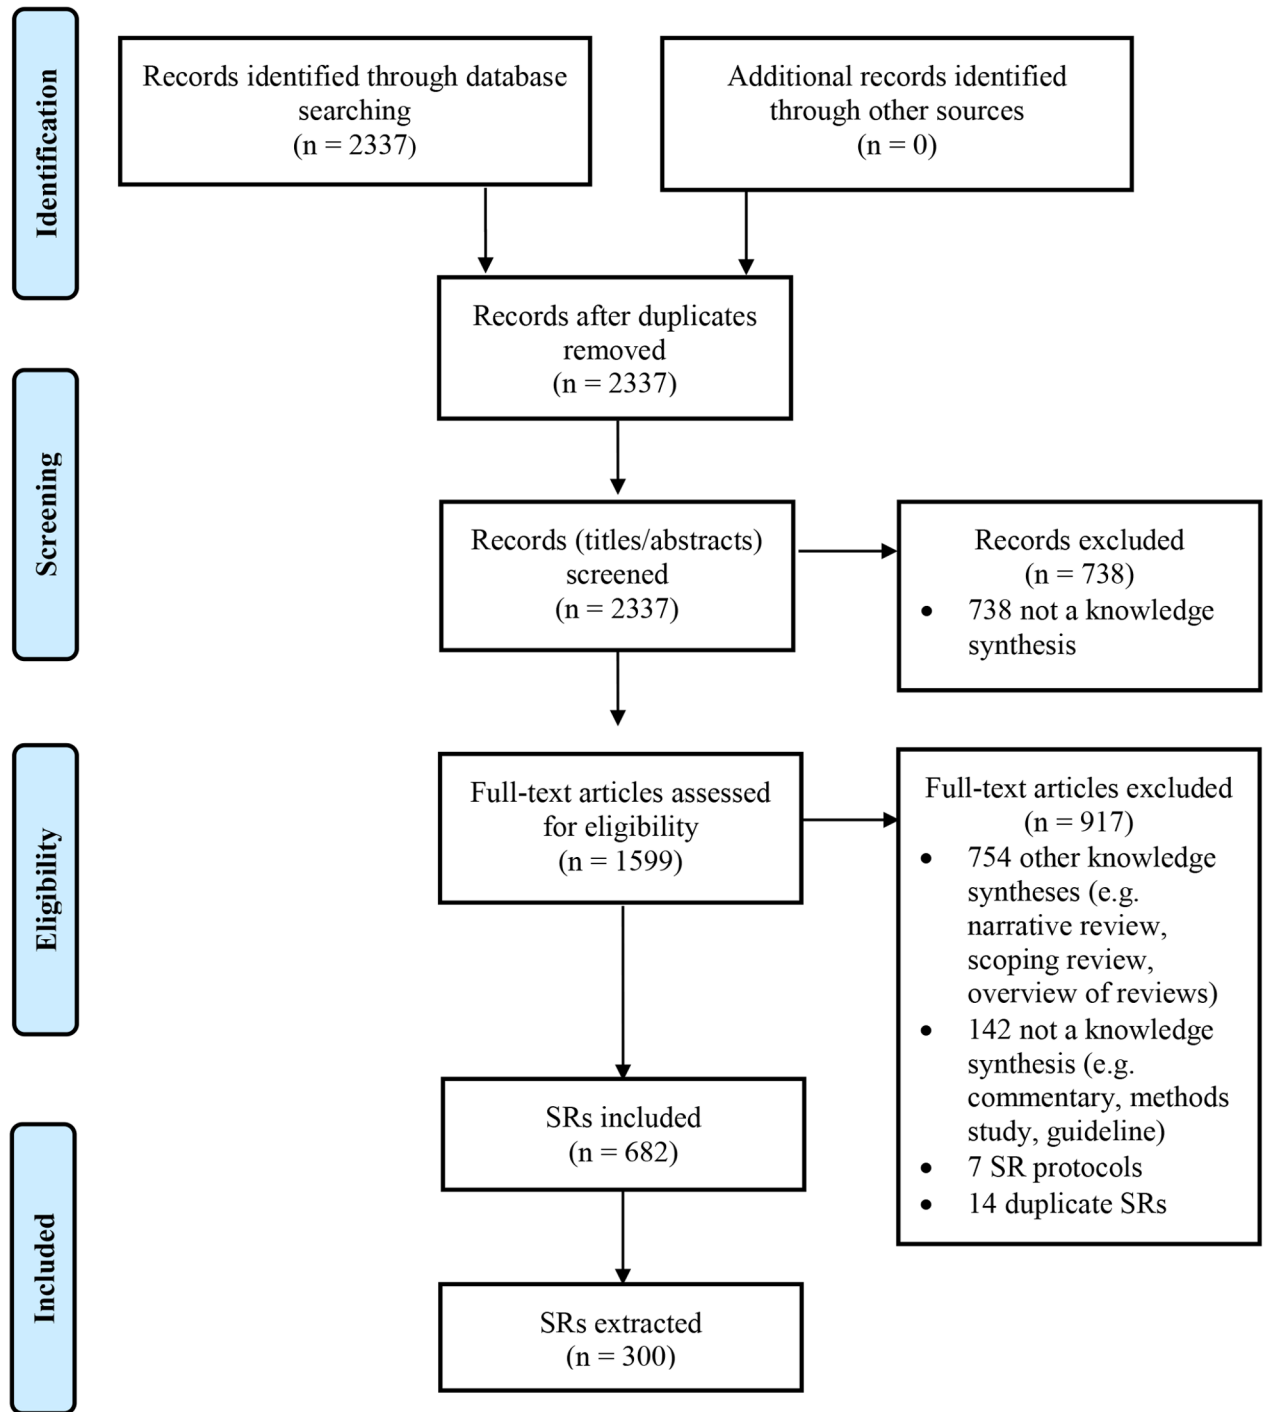 Identification
Records identified through database
searching
(n = 2337)
Additional records identified
through other sources
(n = 0)
Records after duplicates
removed
(n = 2337)
Screening
Records (titles/abstracts)
screened
(n = 2337)
Records excluded
(n = 738)
• 738 not a knowledge
synthesis
Eligibility
Full-text articles assessed
for eligibility
(n = 1599)
Full-text articles excluded
(n = 917)
• 754 other knowledge
syntheses (e.g.
narrative review,
scoping review,
overview of reviews)
• 142 not a knowledge
synthesis (e.g.
commentary, methods
study, guideline)
• 7 SR protocols
• 14 duplicate SRs
Included
SRs included
(n = 682)
SRs extracted
(n = 300)